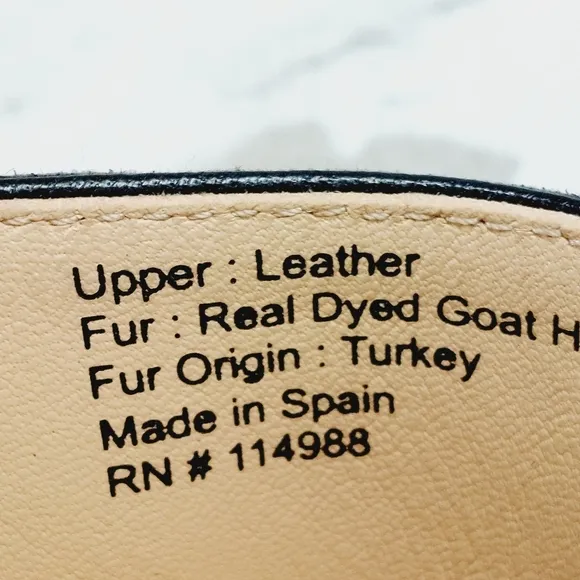 Upper : Leather
Fur : Real Dyed Goat H
Fur Origin : Turkey
Made in Spain
RN # 114988